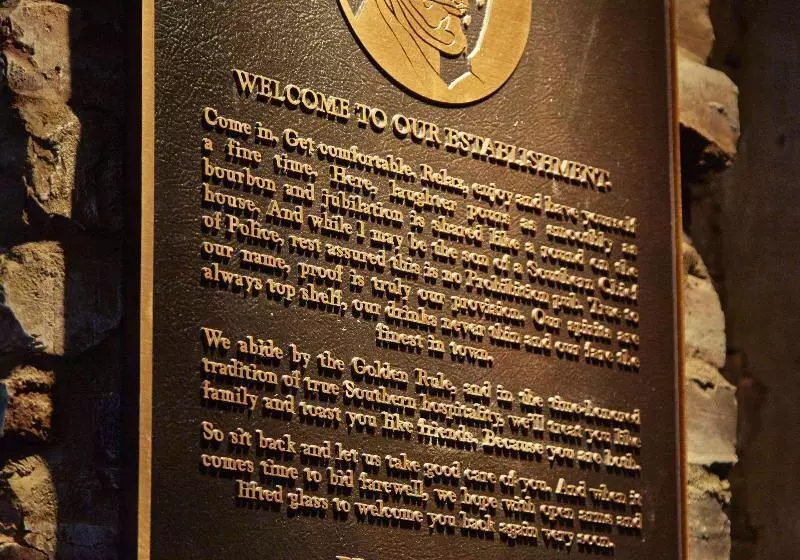 WELCOME TO OUR ESTABLISHMENT.
Come in, Get comfortable, Relax, enjoy and have yourself
a fine time. Here, laughter pours as smoothly as
bourbon and jubilation is shared like a round on the
house. And while I may be the son of a Southern Chief
of Police, rest assured this is no Prohibition pub. True to
our name, proof is truly our provision. Our spirits are
always top shelf, our drinks never thin and our fare the
finest in town.
We abide by the Golden Rule, and in the time-honored
tradition of true Southern hospitality, we'll treat you like
family and toast you like friends. Because you are both.
So sit back and let us take good care of you. And when it
comes time to bid farewell, we hope with open arms and
lifted glass to welcome you back again very soon.